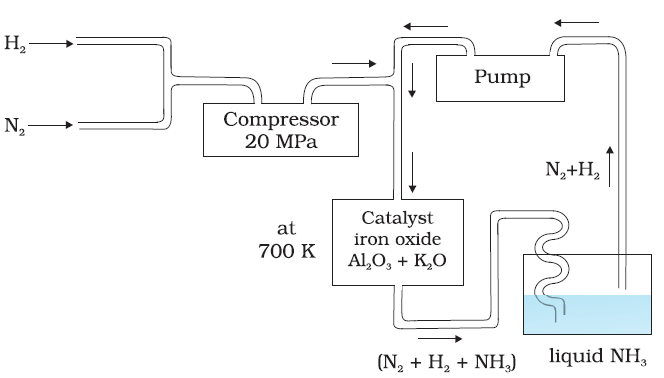 H₂
N₂
Compressor
20 MPa
Pump
N₂+H₂
at
700 K
Catalyst
iron oxide
Al₂O₃ + K₂O
(N₂ + H₂ + NH₃)
liquid NH₃